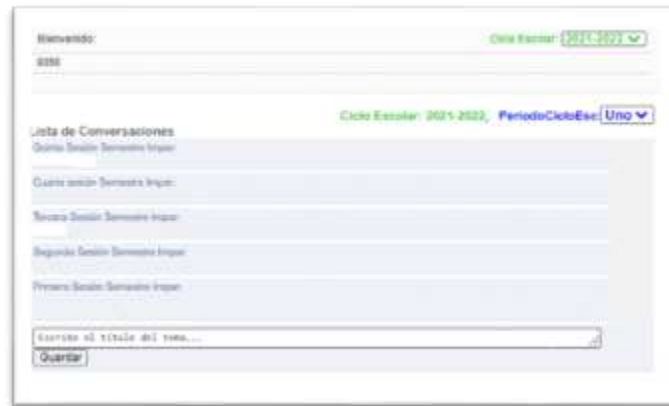 Bienvenido:
Ciclo Escolar: 2021-2022
Ciclo Escolar: 2021-2022, PeriodoCicloEsc: Uno
Lista de Conversaciones
Quinta Sesión Semestre Impar:
Cuarta sesión Semestre Impar:
Tercera Sesión Semestre Impar:
Segunda Sesión Semestre Impar:
Primera Sesión Semestre Impar:
Escribe el título del tema...
Guardar